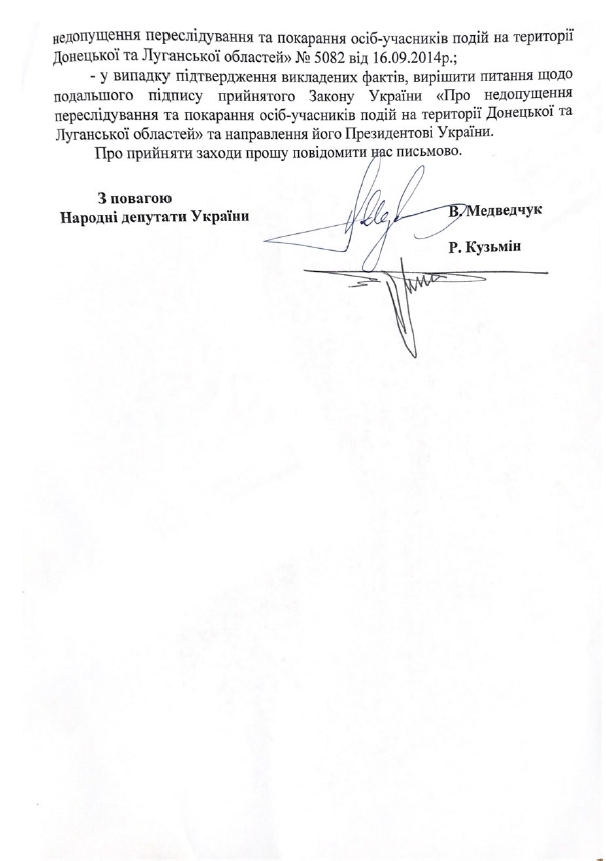 недопущення переслідування та покарання осіб-учасників подій на території
Донецької та Луганської областей» № 5082 від 16.09.2014р.;
- у випадку підтвердження викладених фактів, вирішити питання щодо
подальшого підпису прийнятого Закону України «Про недопущення
переслідування та покарання осіб-учасників подій на території Донецької та
Луганської областей» та направлення його Президентові України.
Про прийняти заходи прошу повідомити нас письмово.
З повагою
Народні депутати України
В. Медведчук
Р. Кузьмін